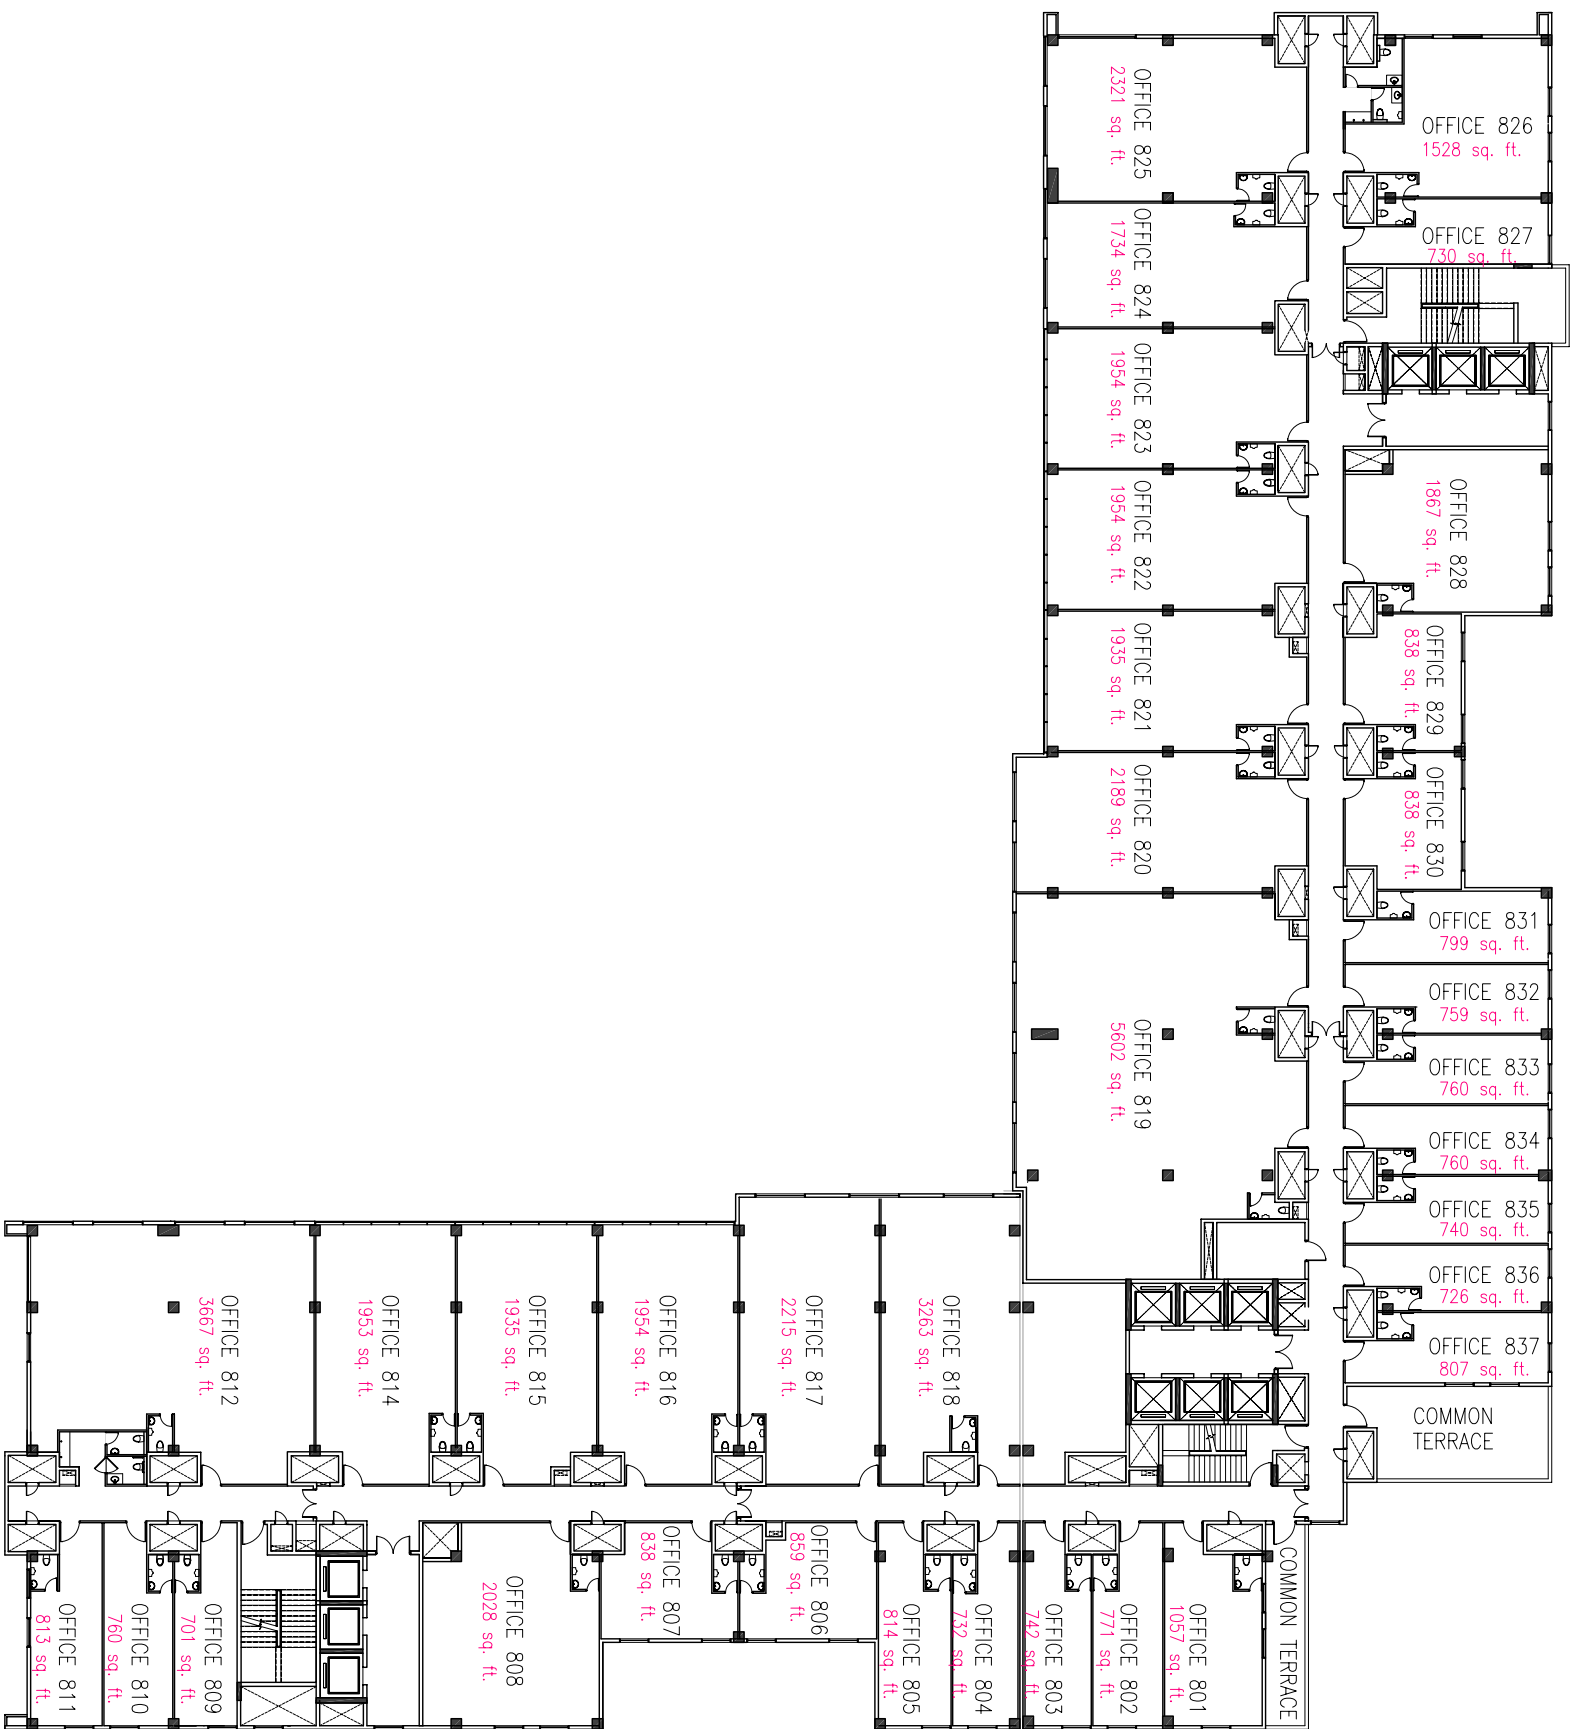 OFFICE 825
2321 sq. ft.
OFFICE 826
1528 sq. ft.
OFFICE 824
1734 sq. ft.
OFFICE 827
730 sq. ft.
OFFICE 823
1954 sq. ft.
OFFICE 822
1954 sq. ft.
OFFICE 828
1867 sq. ft.
OFFICE 821
1935 sq. ft.
OFFICE 829
838 sq. ft.
OFFICE 820
2189 sq. ft.
OFFICE 830
838 sq. ft.
OFFICE 831
799 sq. ft.
OFFICE 832
759 sq. ft.
OFFICE 819
5602 sq. ft.
OFFICE 833
760 sq. ft.
OFFICE 834
760 sq. ft.
OFFICE 835
740 sq. ft.
OFFICE 836
726 sq. ft.
OFFICE 837
807 sq. ft.
COMMON
TERRACE
OFFICE 812
3667 sq. ft.
OFFICE 814
1953 sq. ft.
OFFICE 815
1935 sq. ft.
OFFICE 816
1954 sq. ft.
OFFICE 817
2215 sq. ft.
OFFICE 818
3263 sq. ft.
OFFICE 811
813 sq. ft.
OFFICE 810
760 sq. ft.
OFFICE 809
701 sq. ft.
OFFICE 808
2028 sq. ft.
OFFICE 807
838 sq. ft.
OFFICE 806
859 sq. ft.
OFFICE 805
814 sq. ft.
OFFICE 804
732 sq. ft.
OFFICE 803
742 sq. ft.
OFFICE 802
771 sq. ft.
OFFICE 801
1057 sq. ft.
COMMON TERRACE